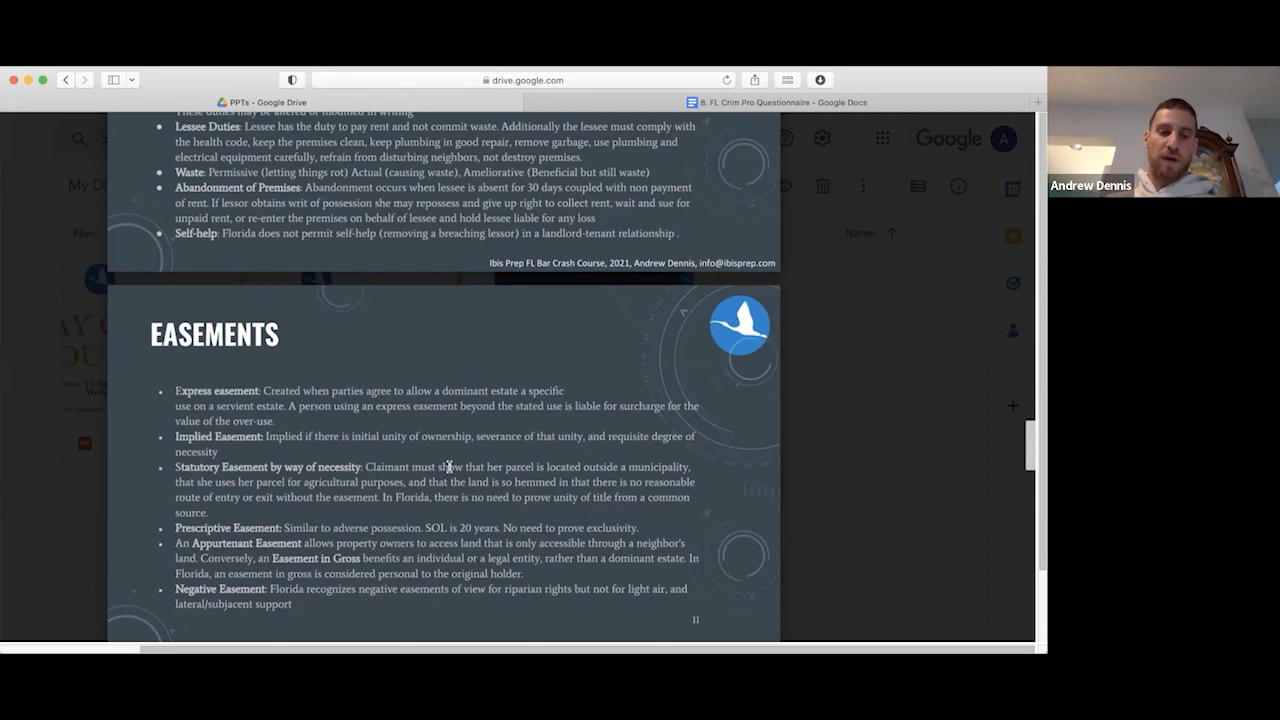 drive.google.com
PPTs - Google Drive
8. FL Crim Pro Questionnaire - Google Docs
These duties may be altered or modified in writing
Google
A
My Dr
Files
Name
• Lessee Duties: Lessee has the duty to pay rent and not commit waste. Additionally the lessee must comply with
the health code, keep the premises clean, keep plumbing in good repair, remove garbage, use plumbing and
electrical equipment carefully, refrain from disturbing neighbors, not destroy premises.
• Waste: Permissive (letting things rot) Actual (causing waste), Ameliorative (Beneficial but still waste)
• Abandonment of Premises: Abandonment occurs when lessee is absent for 30 days coupled with non payment
of rent. If lessor obtains writ of possession she may repossess and give up right to collect rent, wait and sue for
unpaid rent, or re-enter the premises on behalf of lessee and hold lessee liable for any loss
• Self-help: Florida does not permit self-help (removing a breaching lessor) in a landlord-tenant relationship .
Ibis Prep FL Bar Crash Course, 2021, Andrew Dennis, info@ibisprep.com
EASEMENTS
• Express easement: Created when parties agree to allow a dominant estate a specific
use on a servient estate. A person using an express easement beyond the stated use is liable for surcharge for the
value of the over-use.
• Implied Easement: Implied if there is initial unity of ownership, severance of that unity, and requisite degree of
necessity
• Statutory Easement by way of necessity: Claimant must show that her parcel is located outside a municipality,
that she uses her parcel for agricultural purposes, and that the land is so hemmed in that there is no reasonable
route of entry or exit without the easement. In Florida, there is no need to prove unity of title from a common
source.
• Prescriptive Easement: Similar to adverse possession. SOL is 20 years. No need to prove exclusivity.
• An Appurtenant Easement allows property owners to access land that is only accessible through a neighbor's
land. Conversely, an Easement in Gross benefits an individual or a legal entity, rather than a dominant estate. In
Florida, an easement in gross is considered personal to the original holder.
• Negative Easement: Florida recognizes negative easements of view for riparian rights but not for light air, and
lateral/subjacent support
11
Andrew Dennis